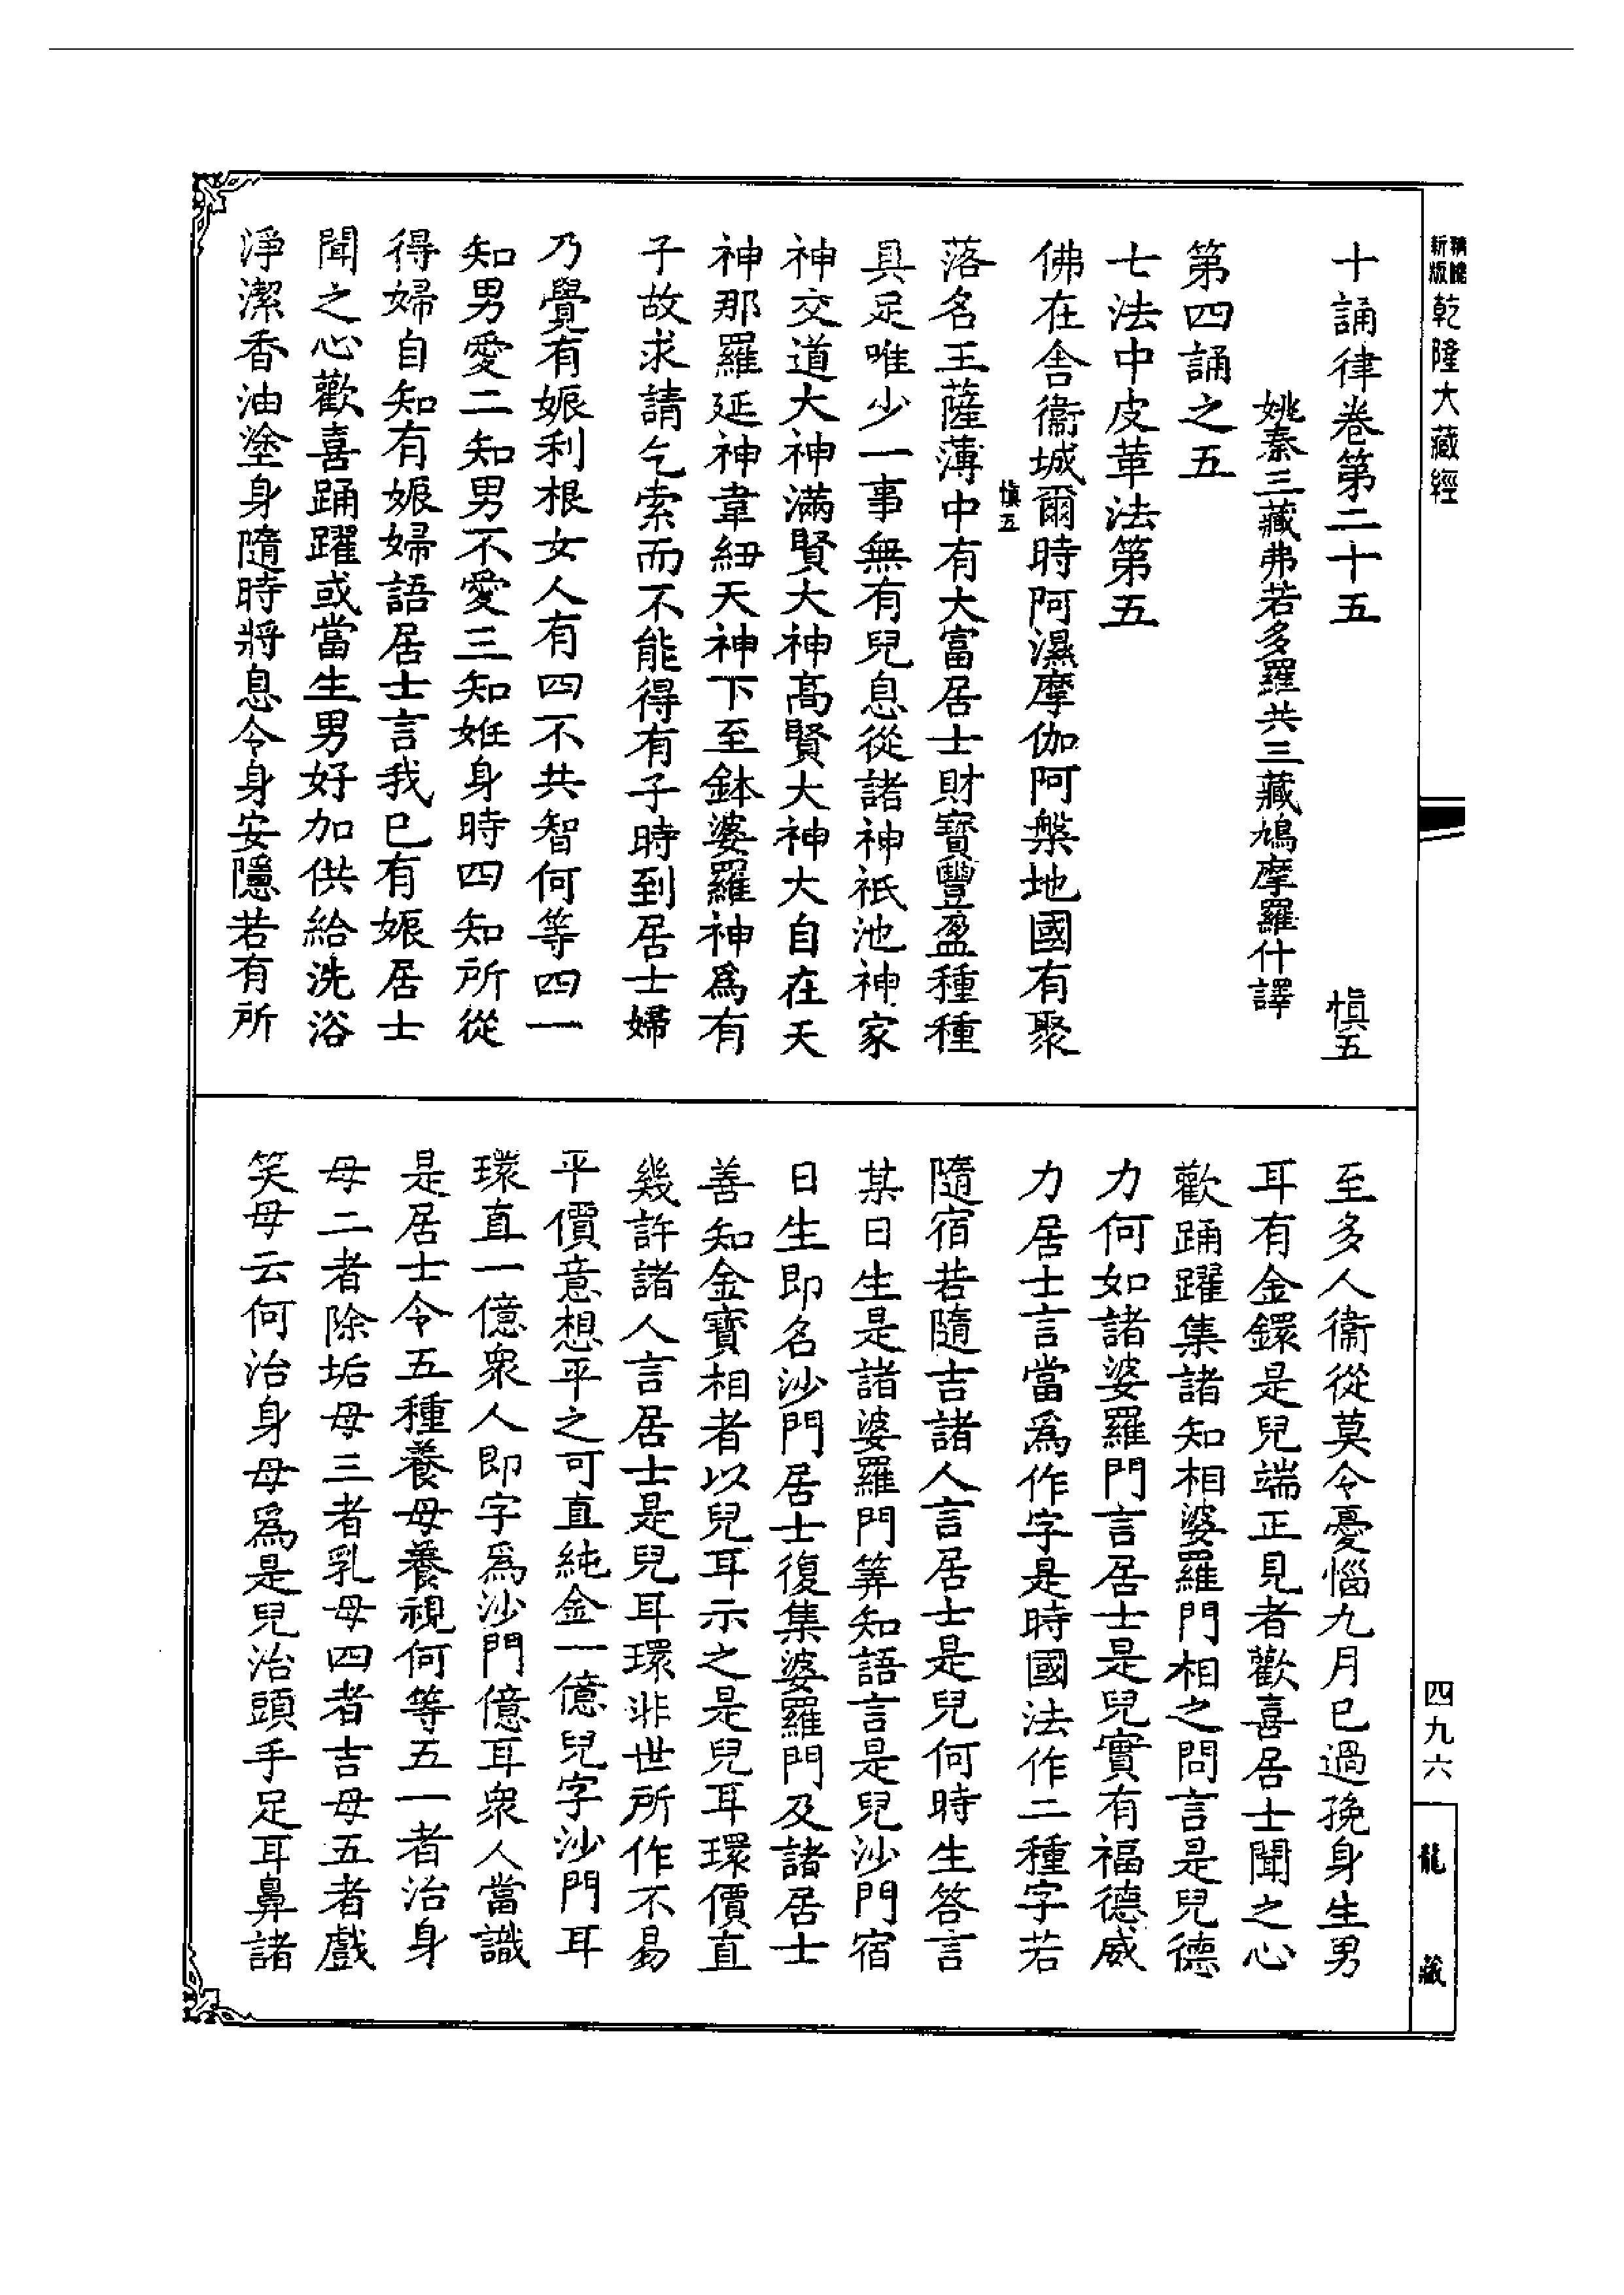 精縮新版乾隆大藏經
十誦律卷第二十五 慎五
姚秦三藏弗若多羅共三藏鳩摩羅什譯
第四誦之五
七法中皮革法第五
佛在舍衞城爾時阿濕摩伽阿槃地國有聚
慎五
落名王薩薄中有大富居士財寶豐盈種種
具足唯少一事無有兒息從諸神祇池神家
神交道大神滿賢大神高賢大神大自在天
神那羅延神韋紐天神下至鉢婆羅神爲有
子故求請乞索而不能得有子時到居士婦
乃覺有娠利根女人有四不共智何等四一
知男愛二知男不愛三知姙身時四知所從
得婦自知有娠婦語居士言我已有娠居士
聞之心歡喜踊躍或當生男好加供給洗浴
淨潔香油塗身隨時將息令身安隱若有所
至多人衞從莫令憂惱九月已過挽身生男
耳有金鐶是兒端正見者歡喜居士聞之心
歡踊躍集諸知相婆羅門相之問言是兒德
力何如諸婆羅門言居士是兒實有福德威
力居士言當爲作字是時國法作二種字若
隨宿若隨吉諸人言居士是兒何時生答言
某日生是諸婆羅門筭知語言是兒沙門宿
日生即名沙門居士復集婆羅門及諸居士
善知金寶相者以兒耳示之是兒耳環價直
幾許諸人言居士是兒耳環非世所作不易
平價意想平之可直純金一億兒字沙門耳
環直一億衆人即字爲沙門億耳衆人當識
是居士令五種養母養視何等五一者治身
母二者除垢母三者乳母四者吉母五者戲
笑母云何治身母爲是兒治頭手足耳鼻諸
四九六
龍藏